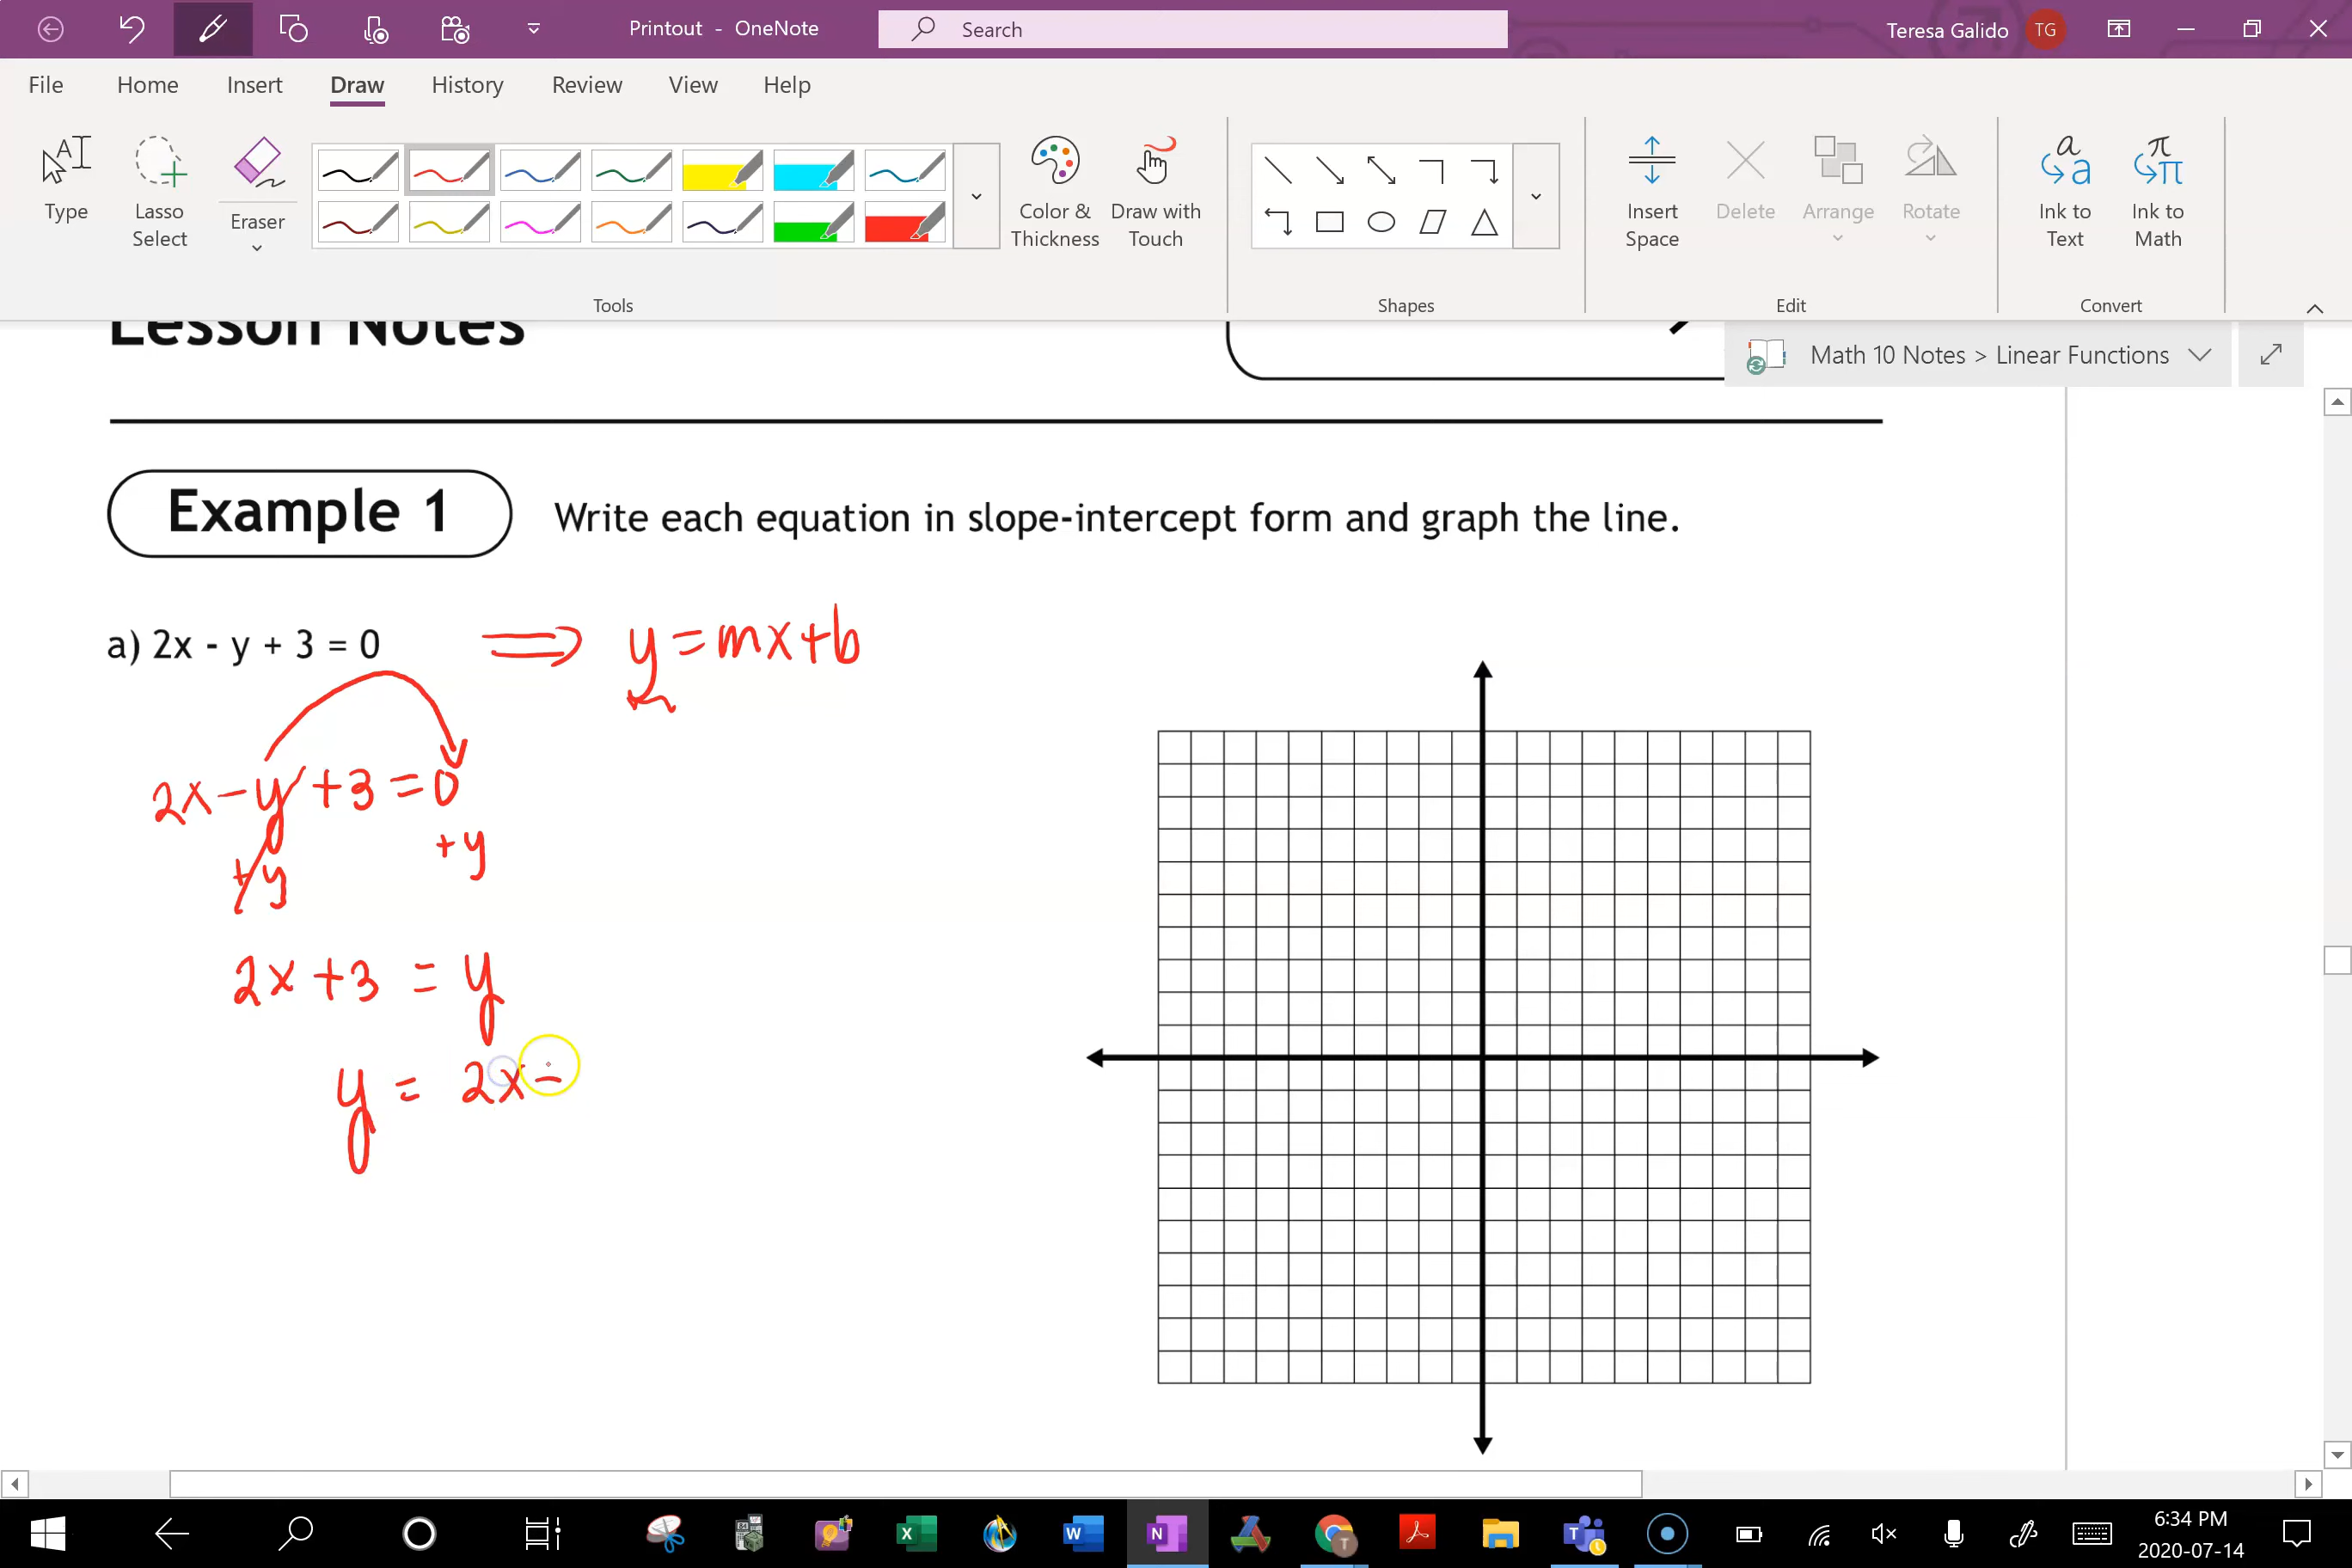 Printout - OneNote
Search
Teresa Galido TG
File Home Insert Draw History Review View Help
Type
Lasso Select
Eraser
Color & Thickness
Draw with Touch
Insert Space
Delete
Arrange
Rotate
Ink to Text
Ink to Math
Tools Shapes Edit Convert
Lesson Notes
Math 10 Notes > Linear Functions
Example 1 Write each equation in slope-intercept form and graph the line.
a) 2x - y + 3 = 0 ⇒ y = mx+b
2x - y + 3 = 0
+y +y
2x + 3 = y
y = 2x -
6:34 PM
2020-07-14